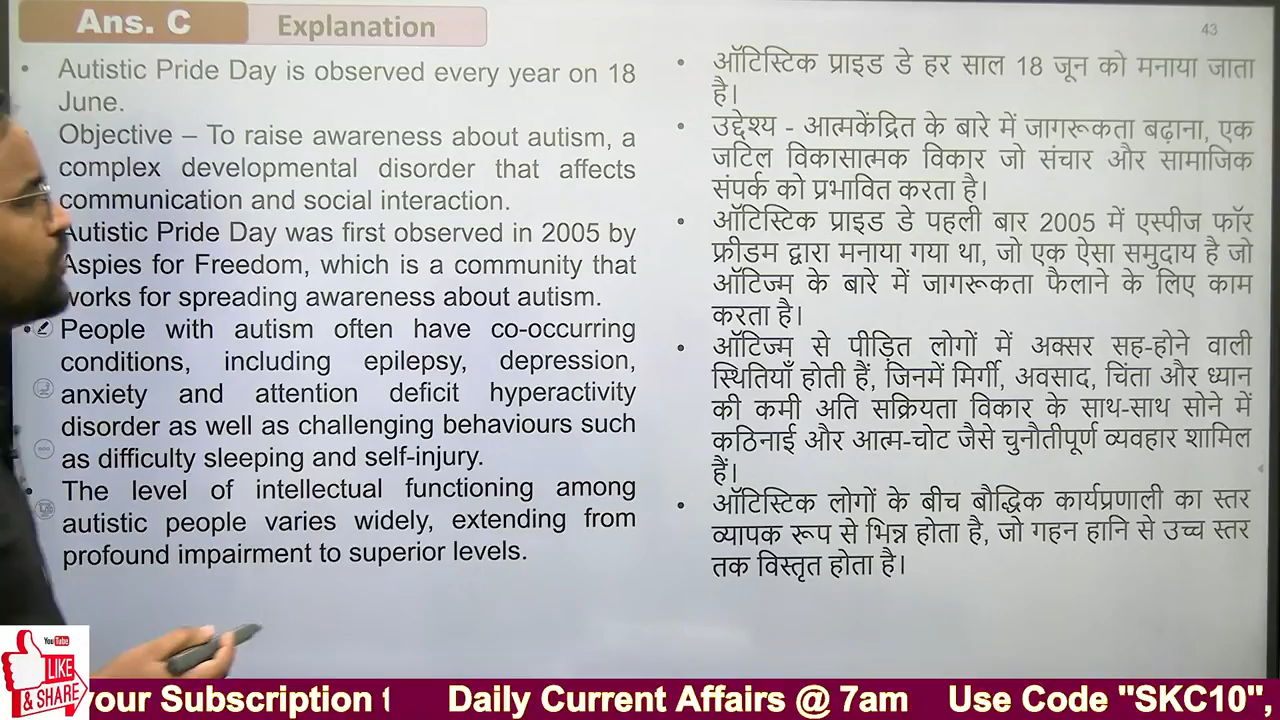 Ans. C
Explanation
43
Autistic Pride Day is observed every year on 18
June.
Objective – To raise awareness about autism, a
complex developmental disorder that affects
communication and social interaction.
Autistic Pride Day was first observed in 2005 by
Aspies for Freedom, which is a community that
works for spreading awareness about autism.
People with autism often have co-occurring
conditions, including epilepsy, depression,
anxiety and attention deficit hyperactivity
disorder as well as challenging behaviours such
as difficulty sleeping and self-injury.
The level of intellectual functioning among
autistic people varies widely, extending from
profound impairment to superior levels.
ऑटिस्टिक प्राइड डे हर साल 18 जून को मनाया जाता
है।
उद्देश्य - आत्मकेंद्रित के बारे में जागरूकता बढ़ाना, एक
जटिल विकासात्मक विकार जो संचार और सामाजिक
संपर्क को प्रभावित करता है।
ऑटिस्टिक प्राइड डे पहली बार 2005 में एस्पीज फॉर
फ्रीडम द्वारा मनाया गया था, जो एक ऐसा समुदाय है जो
ऑटिज्म के बारे में जागरूकता फैलाने के लिए काम
करता है।
ऑटिज्म से पीड़ित लोगों में अक्सर सह-होने वाली
स्थितियाँ होती हैं, जिनमें मिर्गी, अवसाद, चिंता और ध्यान
की कमी अति सक्रियता विकार के साथ-साथ सोने में
कठिनाई और आत्म-चोट जैसे चुनौतीपूर्ण व्यवहार शामिल
हैं।
ऑटिस्टिक लोगों के बीच बौद्धिक कार्यप्रणाली का स्तर
व्यापक रूप से भिन्न होता है, जो गहन हानि से उच्च स्तर
तक विस्तृत होता है।
YouTube
LIKE
& SHARE
your Subscription Daily Current Affairs @ 7am Use Code "SKC10",